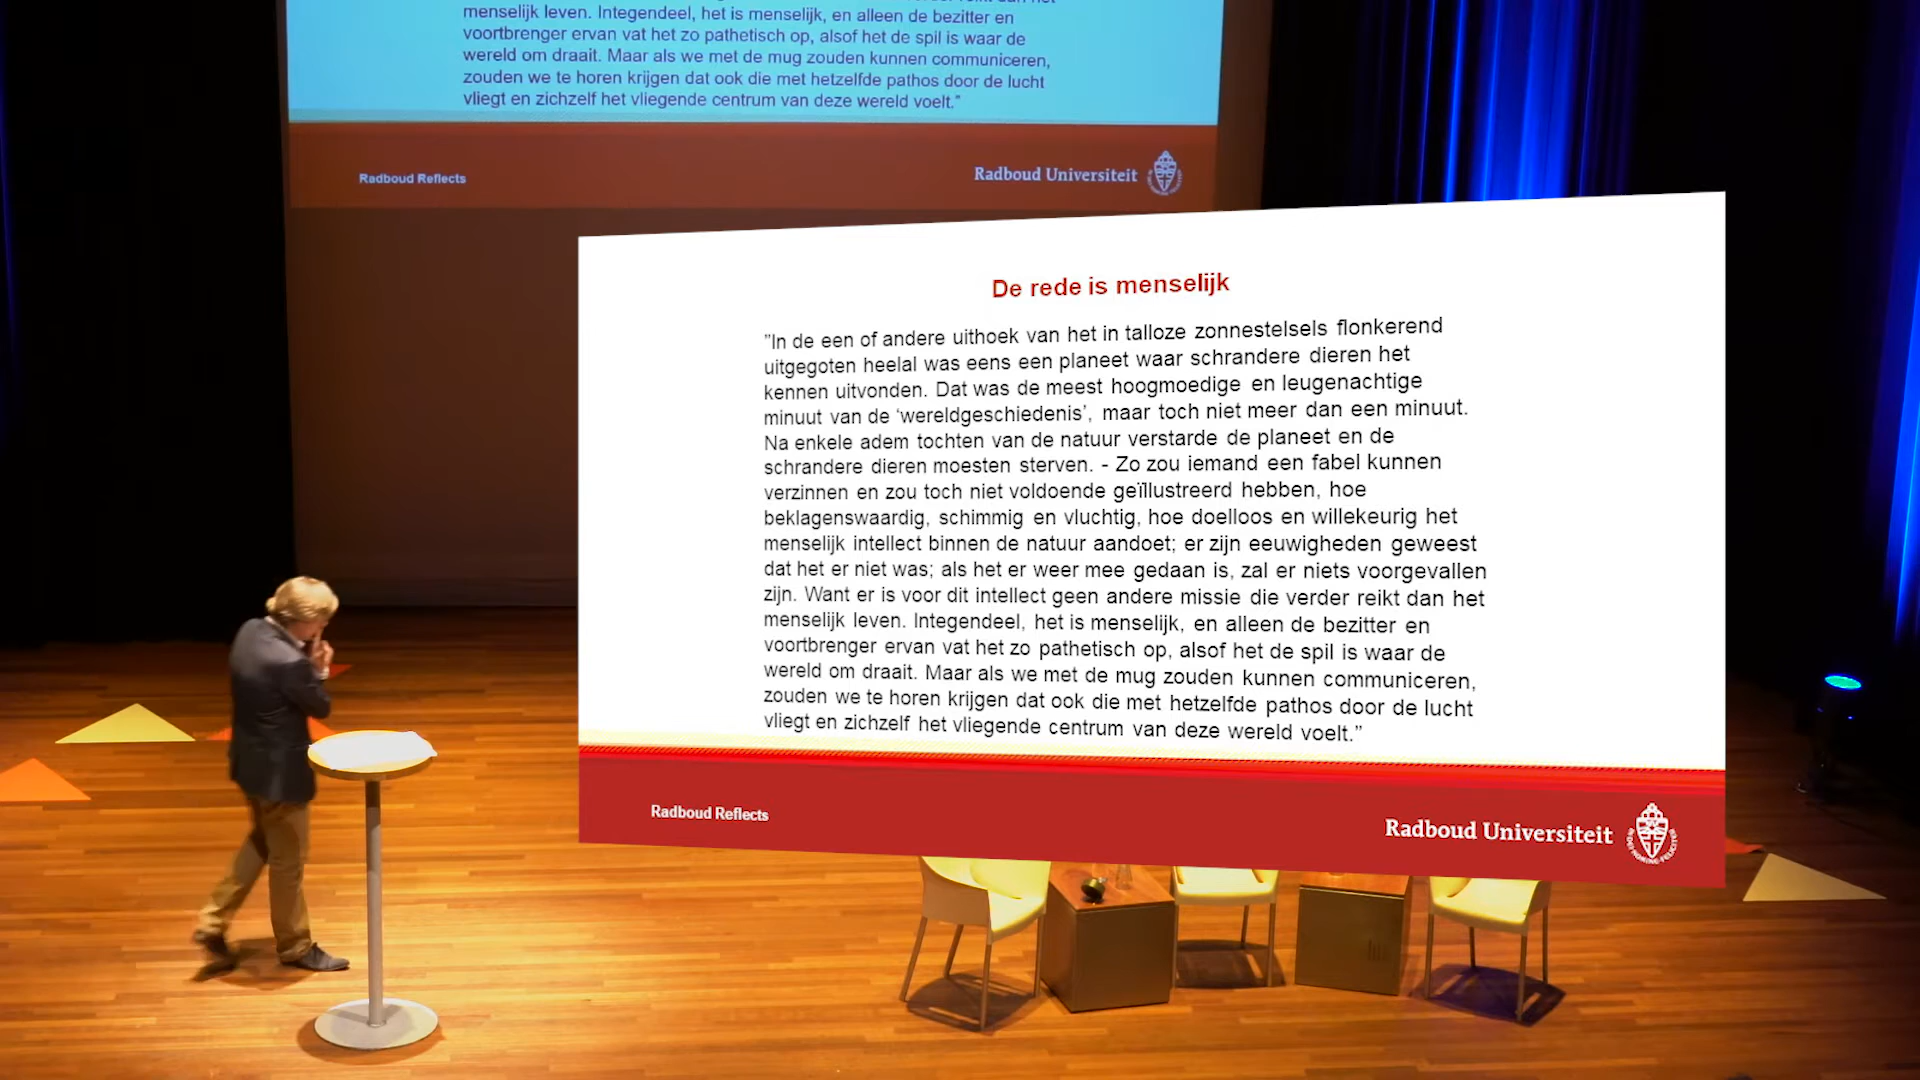 menselijk leven. Integendeel, het is menselijk, en alleen de bezitter en
voortbrenger ervan vat het zo pathetisch op, alsof het de spil is waar de
wereld om draait. Maar als we met de mug zouden kunnen communiceren,
zouden we te horen krijgen dat ook die met hetzelfde pathos door de lucht
vliegt en zichzelf het vliegende centrum van deze wereld voelt.”
Radboud Reflects
Radboud Universiteit
De rede is menselijk
”In de een of andere uithoek van het in talloze zonnestelsels flonkerend
uitgegoten heelal was eens een planeet waar schrandere dieren het
kennen uitvonden. Dat was de meest hoogmoedige en leugenachtige
minuut van de ‘wereldgeschiedenis’, maar toch niet meer dan een minuut.
Na enkele adem tochten van de natuur verstarde de planeet en de
schrandere dieren moesten sterven. - Zo zou iemand een fabel kunnen
verzinnen en zou toch niet voldoende geïllustreerd hebben, hoe
beklagenswaardig, schimmig en vluchtig, hoe doelloos en willekeurig het
menselijk intellect binnen de natuur aandoet; er zijn eeuwigheden geweest
dat het er niet was; als het er weer mee gedaan is, zal er niets voorgevallen
zijn. Want er is voor dit intellect geen andere missie die verder reikt dan het
menselijk leven. Integendeel, het is menselijk, en alleen de bezitter en
voortbrenger ervan vat het zo pathetisch op, alsof het de spil is waar de
wereld om draait. Maar als we met de mug zouden kunnen communiceren,
zouden we te horen krijgen dat ook die met hetzelfde pathos door de lucht
vliegt en zichzelf het vliegende centrum van deze wereld voelt.”
Radboud Reflects
Radboud Universiteit